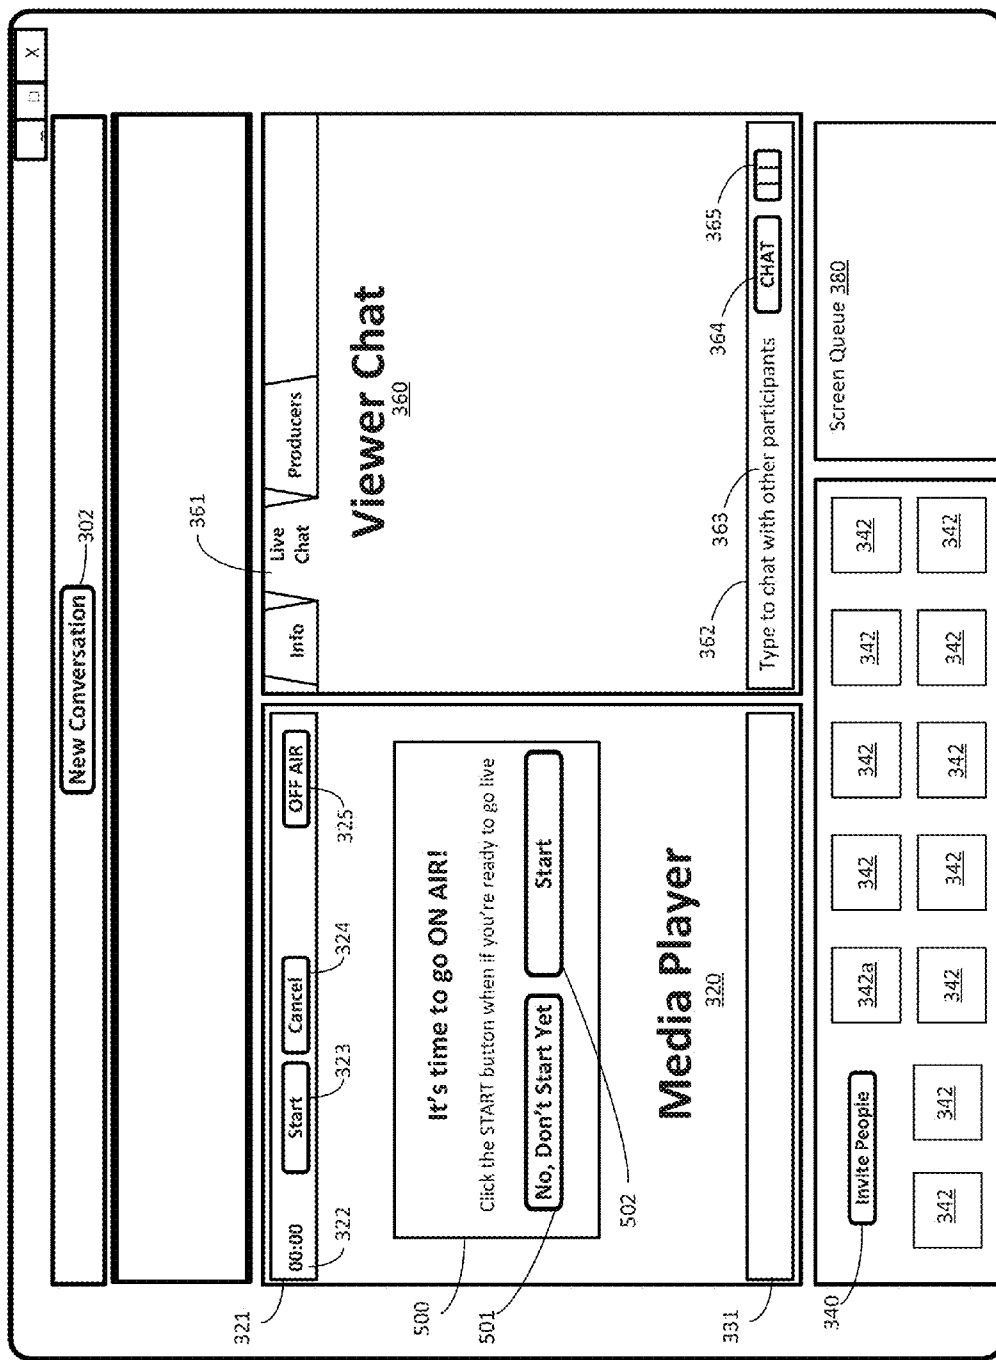 _ □ X
New Conversation
302
361
321
00:00
322
Start
323
Cancel
324
OFF AIR
325
Info
Live
Chat
Producers
Viewer Chat
360
500
It's time to go ON AIR!
Click the START button when if you're ready to go live
No, Don't Start Yet
Start
501
502
Media Player
320
331
362
363
364
365
Type to chat with other participants
CHAT
340
Invite People
342a
342
342
342
342
342
342
342
342
342
342
342
Screen Queue 380